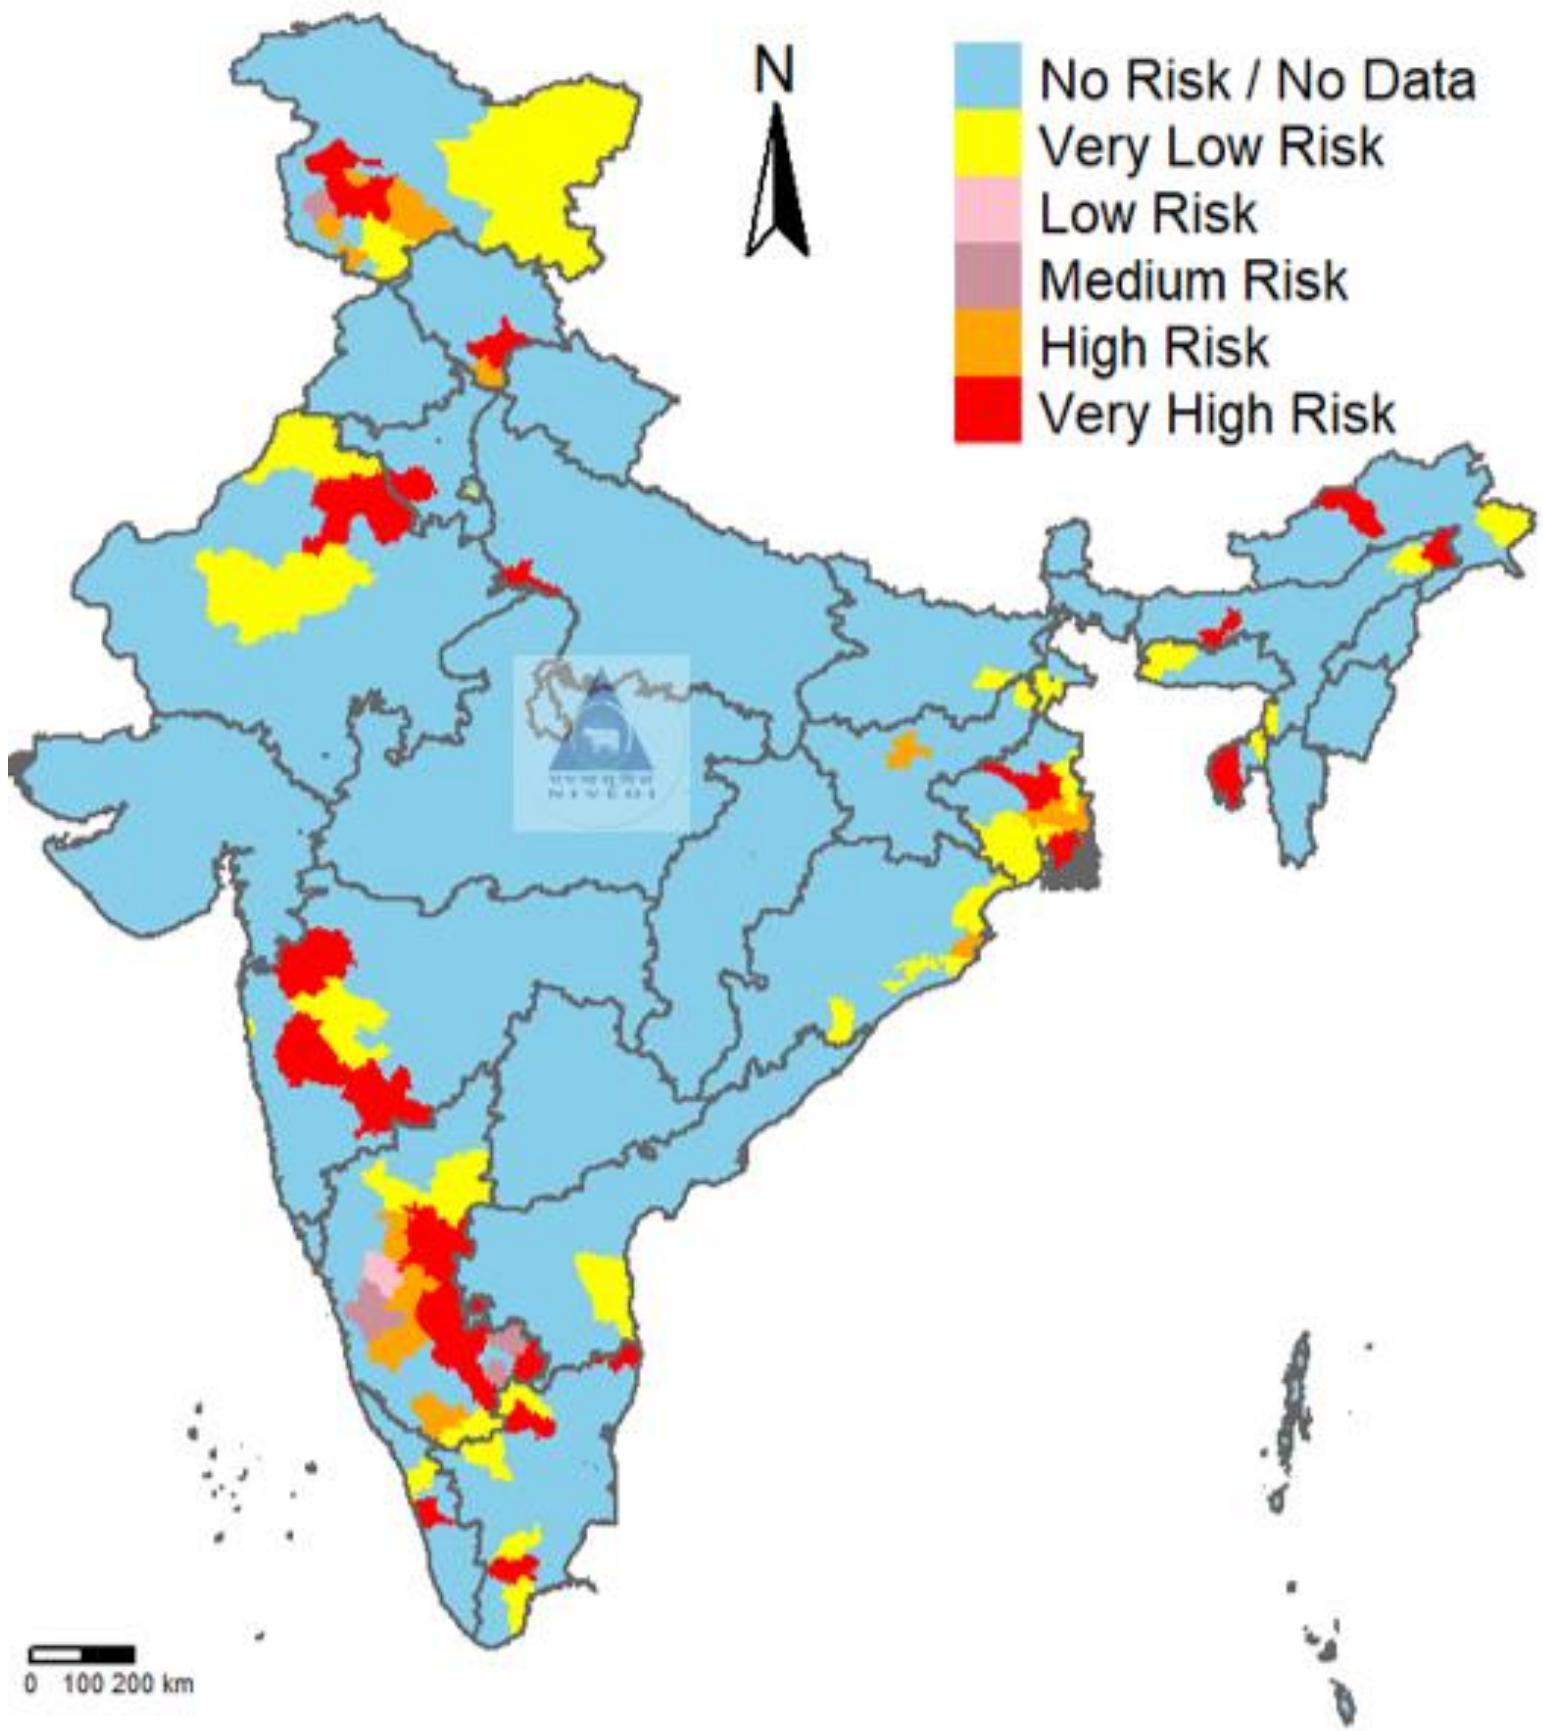 N
No Risk / No Data
Very Low Risk
Low Risk
Medium Risk
High Risk
Very High Risk
NIVEDI
0 100 200 km